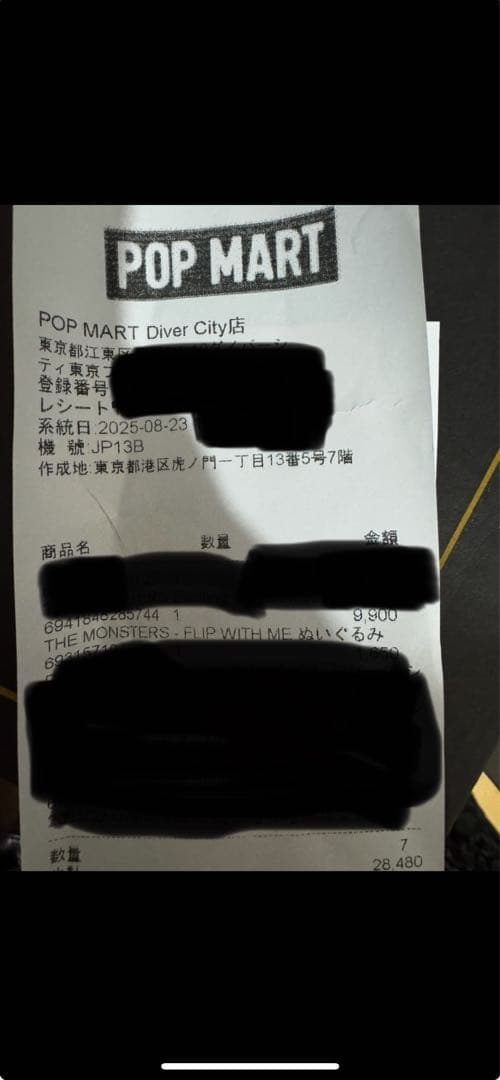 POP MART
POP MART Diver City店
東京都江東区
ティ東京
登録番号
レシート
系統日:2025-08-23
機 號:JP13B
作成地:東京都港区虎ノ門一丁目13番5号7階
商品名 数量 金額
6941848285744 1 9,900
THE MONSTERS - FLIP WITH ME ぬいぐるみ
数量 7
28,480